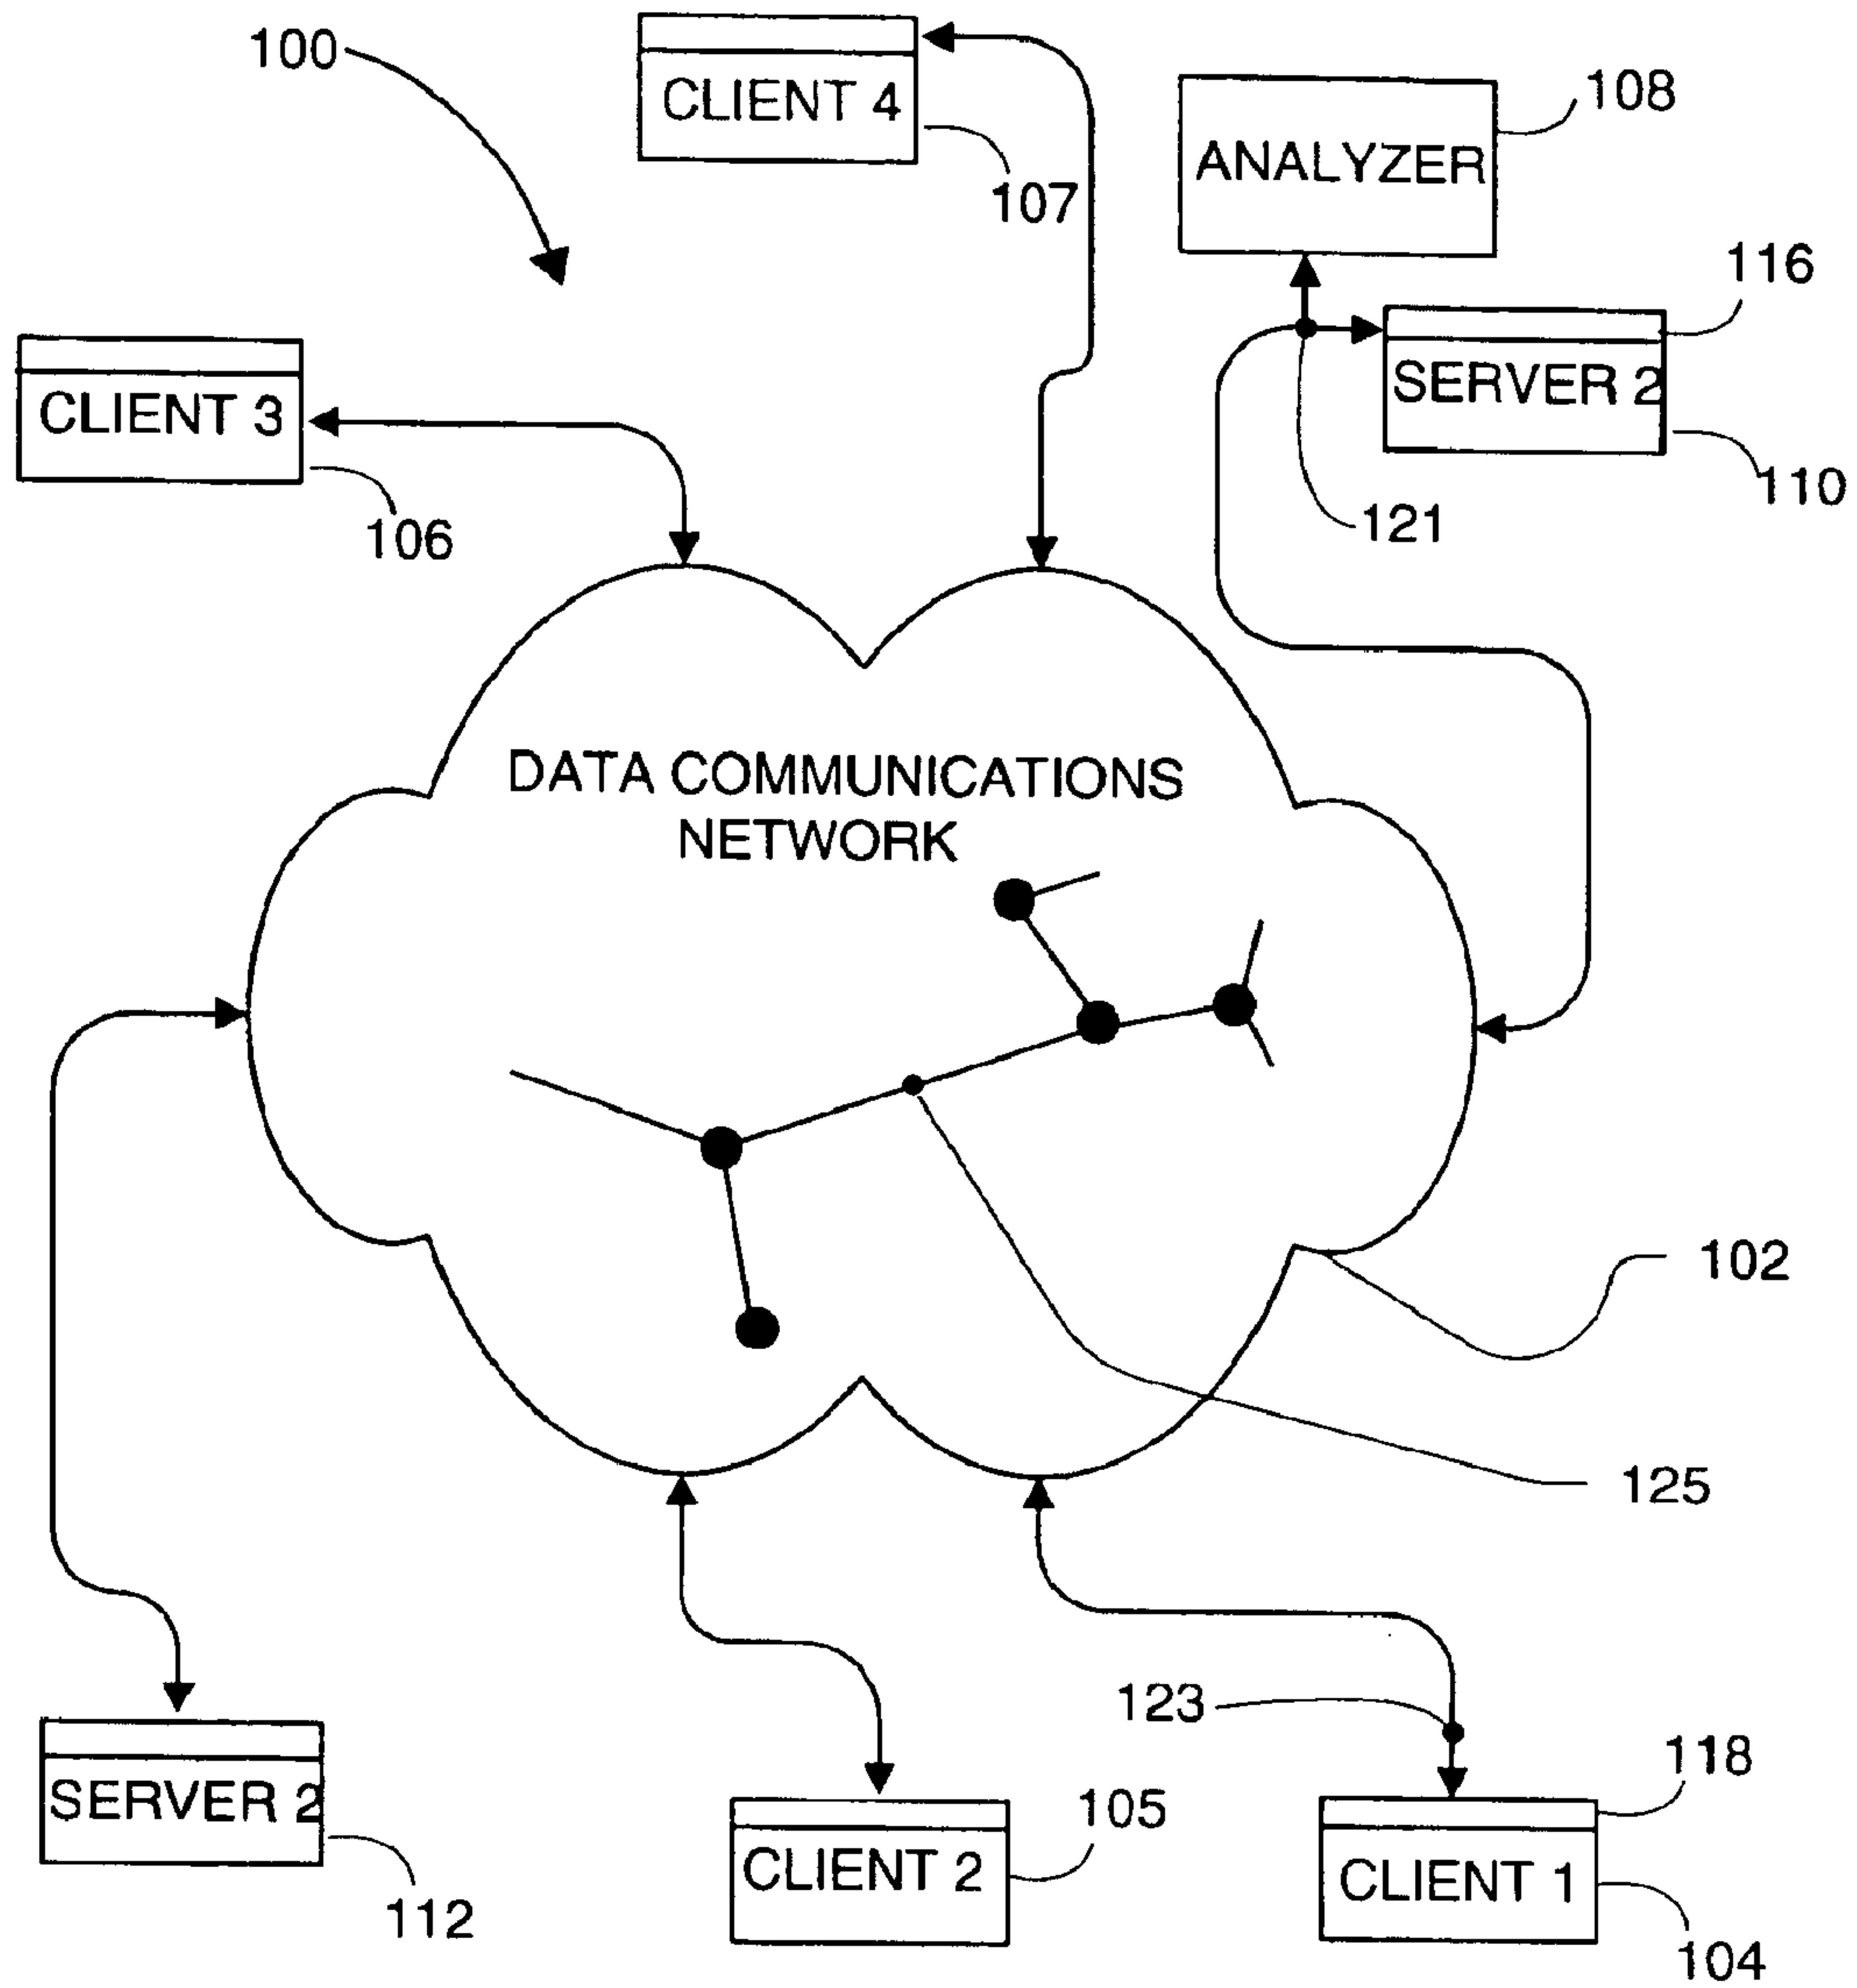 100
CLIENT 4
107
ANALYZER
108
116
SERVER 2
110
121
CLIENT 3
106
DATA COMMUNICATIONS
NETWORK
102
125
123
SERVER 2
112
CLIENT 2
105
118
CLIENT 1
104